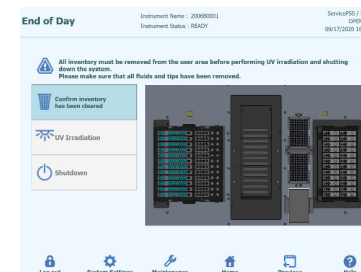 End of Day
Instrument Name : 200680001
Instrument Status : READY
ServicePSS /
OPE
09/17/2020 10
All inventory must be removed from the user area before performing UV irradiation and shutting
down the system.
Please make sure that all fluids and tips have been removed.
Confirm inventory
has been cleared
UV Irradiation
Shutdown
Log out
System Settings
Maintenance
Home
Previous
Help